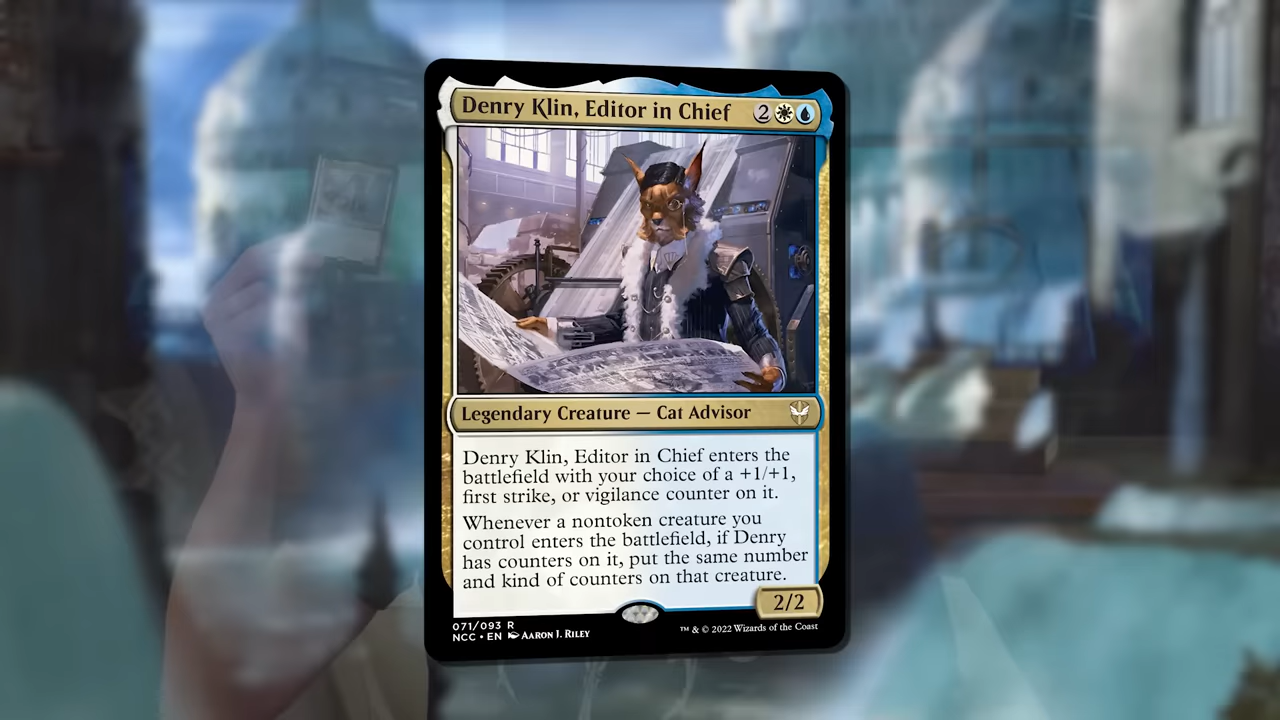 Denry Klin, Editor in Chief 2
Legendary Creature — Cat Advisor
Denry Klin, Editor in Chief enters the
battlefield with your choice of a +1/+1,
first strike, or vigilance counter on it.
Whenever a nontoken creature you
control enters the battlefield, if Denry
has counters on it, put the same number
and kind of counters on that creature.
2/2
071/093 R
NCC • EN AARON J. RILEY
™ & © 2022 Wizards of the Coast